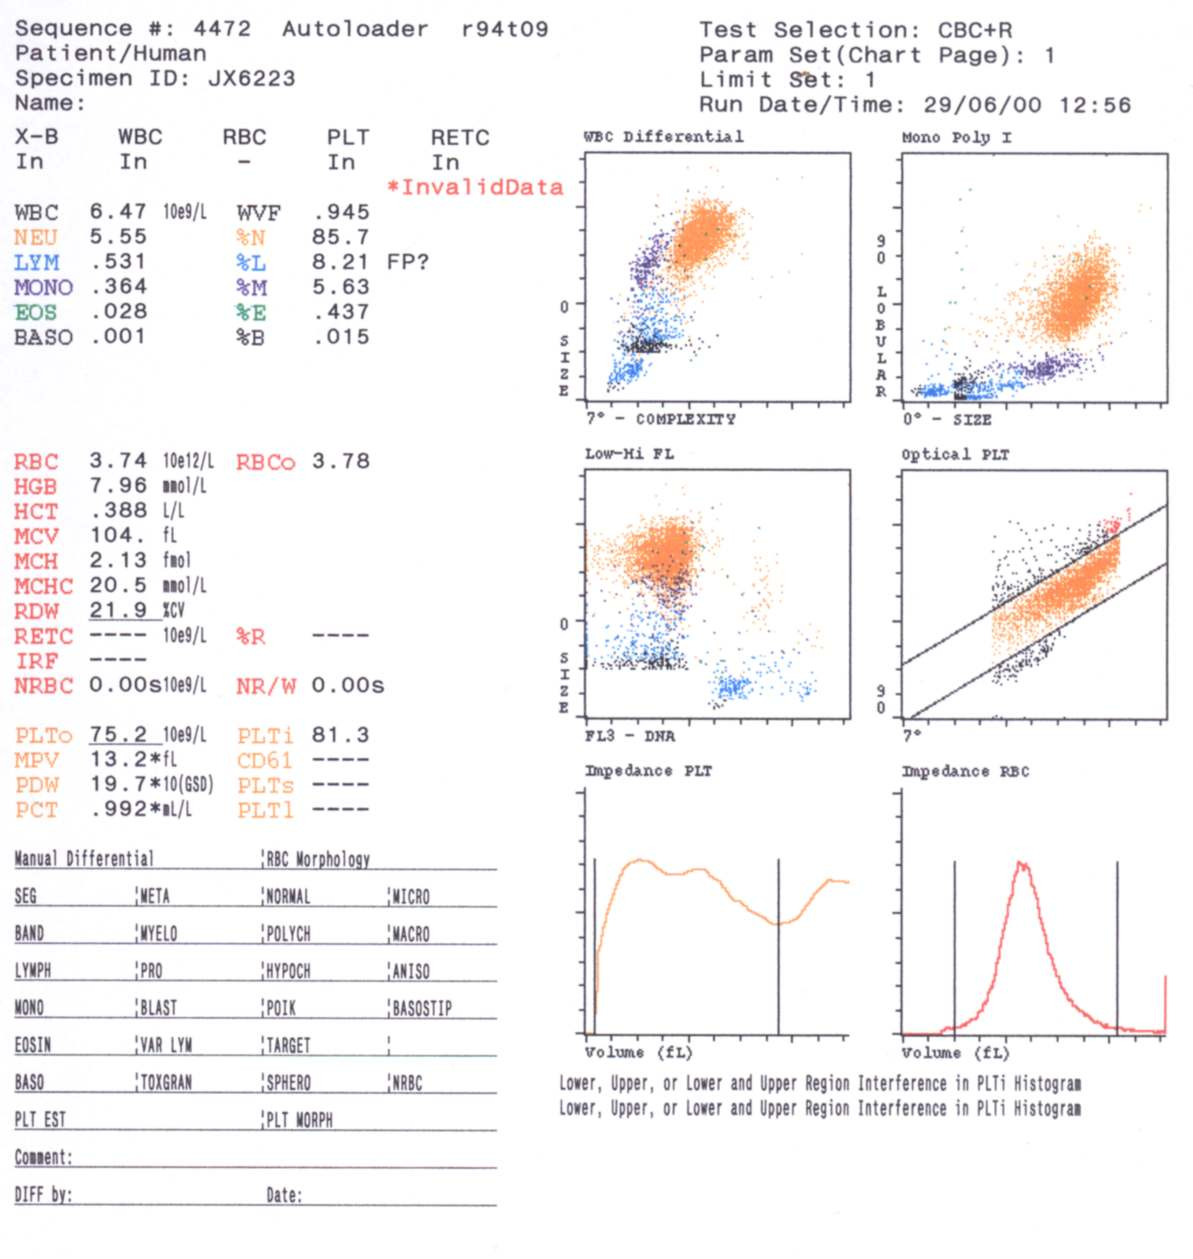 Sequence #: 4472 Autoloader r94t09
Patient/Human
Specimen ID: JX6223
Name:
Test Selection: CBC+R
Param Set(Chart Page): 1
Limit Set: 1
Run Date/Time: 29/06/00 12:56
X-B WBC RBC PLT RETC
In In - In In
*InvalidData
WBC 6.47 10e9/L WVF .945
NEU 5.55 %N 85.7
LYM .531 %L 8.21 FP?
MONO .364 %M 5.63
EOS .028 %E .437
BASO .001 %B .015
RBC 3.74 10e12/L RBCo 3.78
HGB 7.96 mmol/L
HCT .388 L/L
MCV 104. fL
MCH 2.13 fmol
MCHC 20.5 mmol/L
RDW 21.9 %CV
RETC ---- 10e9/L %R ----
IRF ----
NRBC 0.00s10e9/L NR/W 0.00s
PLTo 75.2 10e9/L PLTi 81.3
MPV 13.2*fL CD61 ----
PDW 19.7*10(GSD) PLTs ----
PCT .992*mL/L PLTl ----
Manual Differential ¦RBC Morphology
SEG ¦META ¦NORMAL ¦MICRO
BAND ¦MYELO ¦POLYCH ¦MACRO
LYMPH ¦PRO ¦HYPOCH ¦ANISO
MONO ¦BLAST ¦POIK ¦BASOSTIP
EOSIN ¦VAR LYM ¦TARGET ¦
BASO ¦TOXGRAN ¦SPHERO ¦NRBC
PLT EST ¦PLT MORPH
Comment:
DIFF by: Date:
WBC Differential
0 SIZE
7° - COMPLEXITY
Mono Poly I
90 LOBULAR
0° - SIZE
Low-Hi FL
0 SIZE
FL3 - DNA
Optical PLT
90
7°
Impedance PLT
Volume (fL)
Impedance RBC
Volume (fL)
Lower, Upper, or Lower and Upper Region Interference in PLTi Histogram
Lower, Upper, or Lower and Upper Region Interference in PLTi Histogram